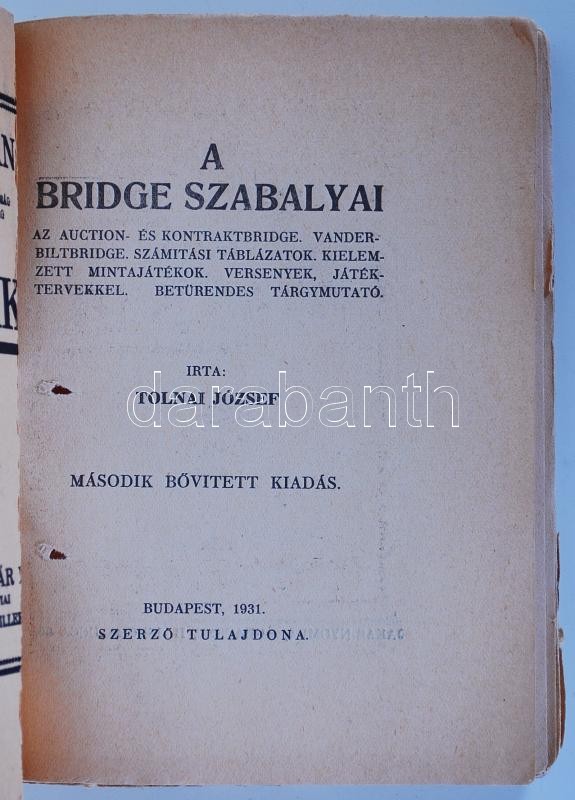 A
BRIDGE SZABALYAI
AZ AUCTION- ÉS KONTRAKTBRIDGE. VANDER-
BILTBRIDGE. SZÁMITÁSI TÁBLÁZATOK. KIELEM-
ZETT MINTAJÁTÉKOK. VERSENYEK, JÁTÉK-
TERVEKKEL. BETÜRENDES TÁRGYMUTATÓ.
IRTA:
TOLNAI JÓZSEF
darabanth
MÁSODIK BŐVITETT KIADÁS.
BUDAPEST, 1931.
SZERZŐ TULAJDONA.